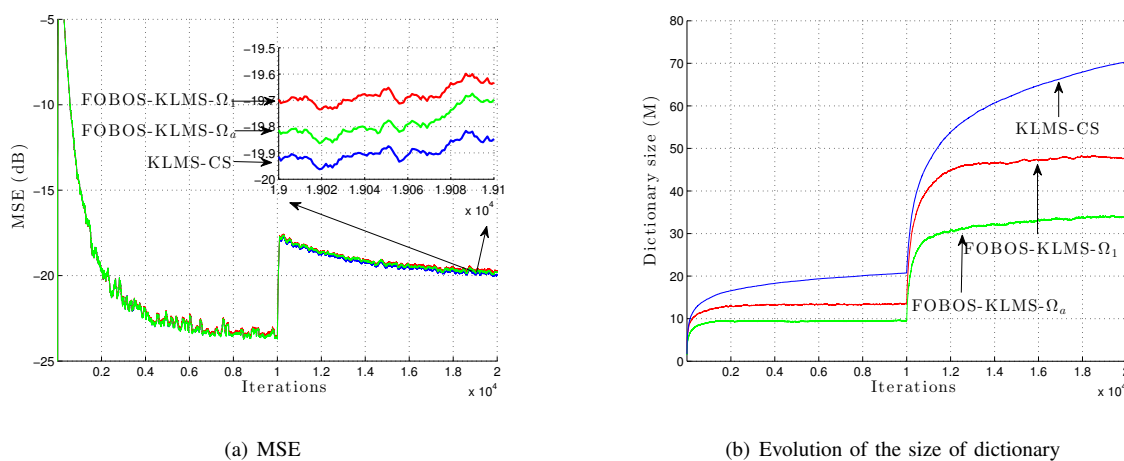 MSE (dB)
−5
−10
−15
−20
−25
0.2 0.4 0.6 0.8 10 1.2 1.4 1.6 1.8 20
Iterations
x 10⁴
−19.5
−19.6
−19.7
−19.8
−19.9
−20
1.9 1.902 1.904 1.906 1.908 1.91
x 10⁴
FOBOS-KLMS-Ω₁
FOBOS-KLMS-Ωₐ
KLMS-CS
(a) MSE
Dictionary size (M)
80
70
60
50
40
30
20
10
0
0.2 0.4 0.6 0.8 10 1.2 1.4 1.6 1.8
Iterations
x 10⁴
KLMS-CS
FOBOS-KLMS-Ω₁
FOBOS-KLMS-Ωₐ
(b) Evolution of the size of dictionary